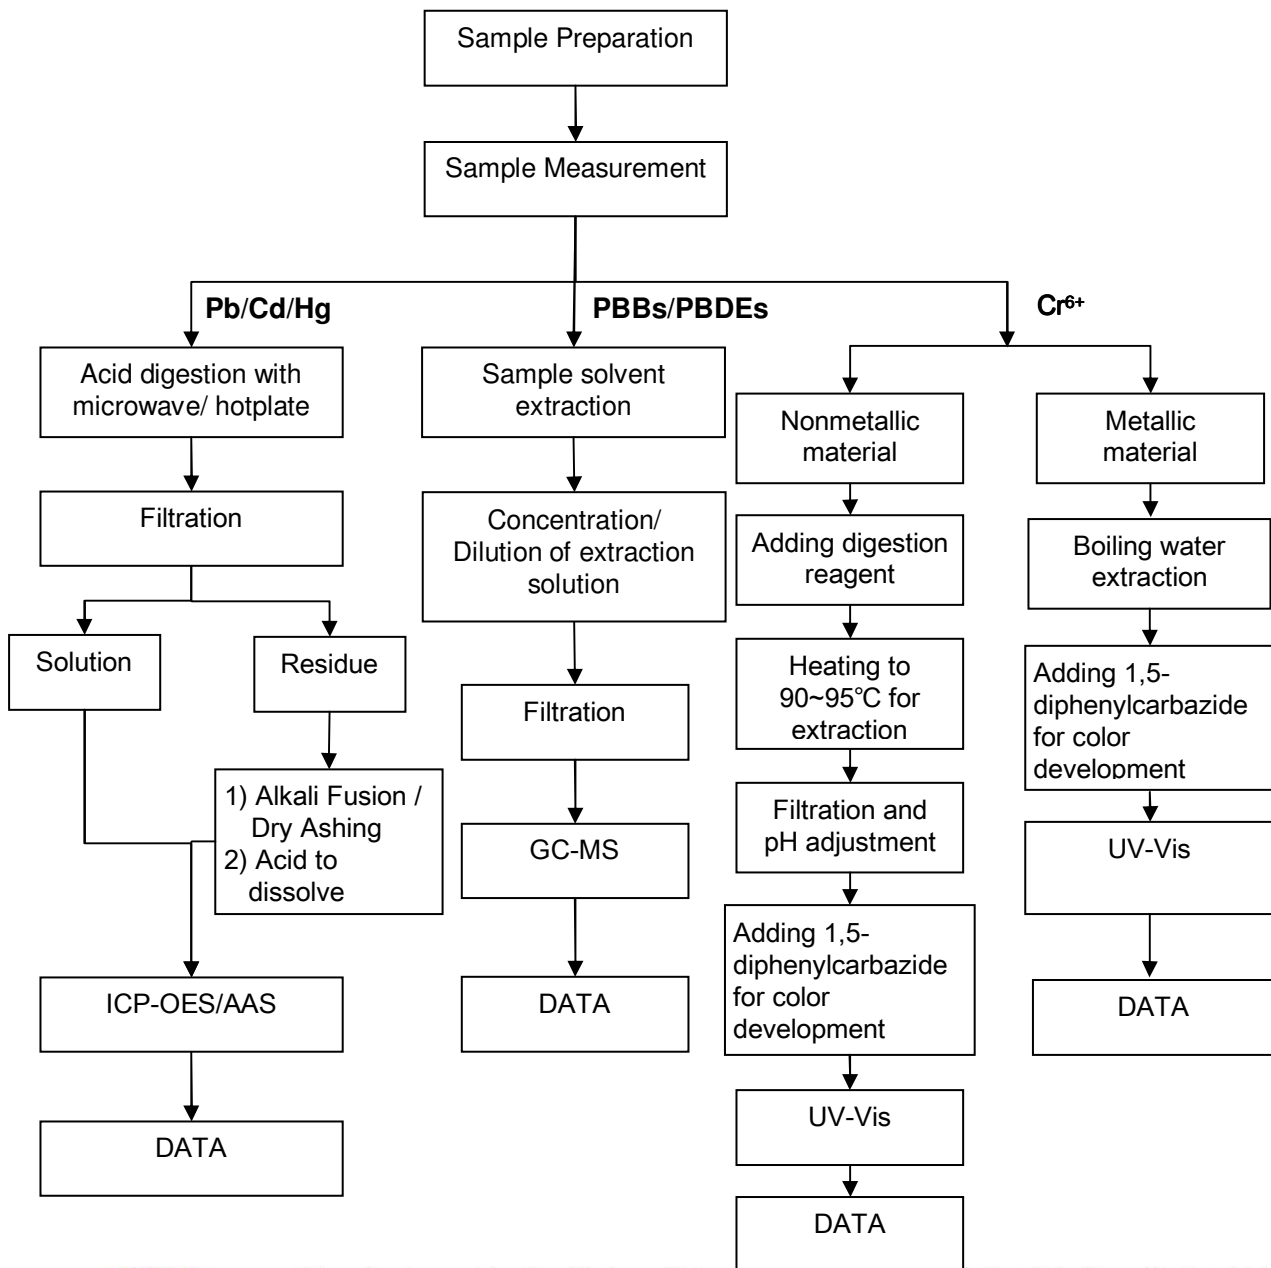 Sample Preparation
Sample Measurement
Pb/Cd/Hg
PBBs/PBDEs
Cr⁶⁺
Acid digestion with
microwave/ hotplate
Filtration
Solution
Residue
1) Alkali Fusion /
Dry Ashing
2) Acid to
dissolve
ICP-OES/AAS
DATA
Sample solvent
extraction
Concentration/
Dilution of extraction
solution
Filtration
GC-MS
DATA
Nonmetallic
material
Adding digestion
reagent
Heating to
90~95℃ for
extraction
Filtration and
pH adjustment
Adding 1,5-
diphenylcarbazide
for color
development
UV-Vis
DATA
Metallic
material
Boiling water
extraction
Adding 1,5-
diphenylcarbazide
for color
development
UV-Vis
DATA